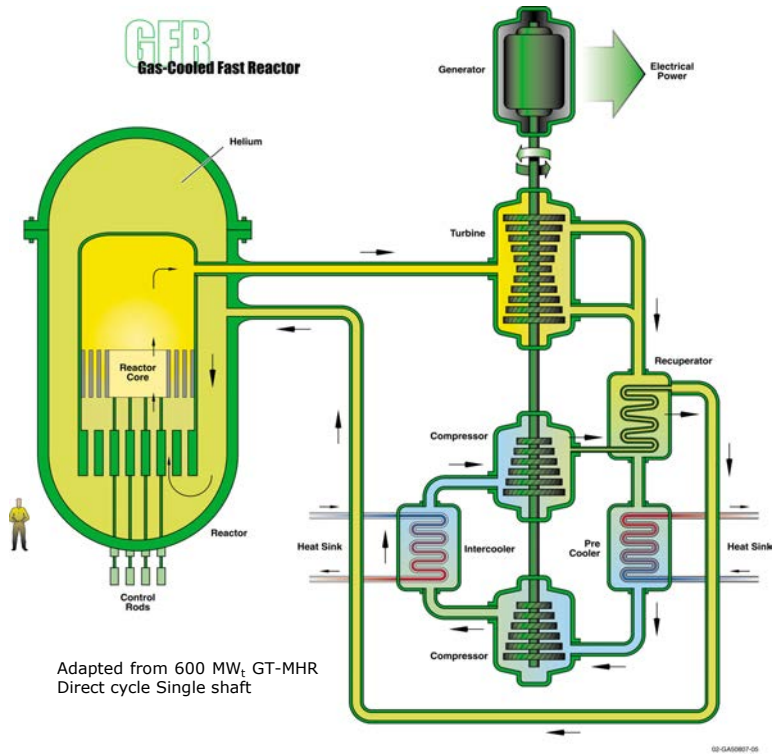 GFR
Gas-Cooled Fast Reactor
Generator
Electrical
Power
Helium
Turbine
Reactor
Core
Recuperator
Compressor
Reactor
Heat Sink
Intercooler
Pre
Cooler
Heat Sink
Control
Rods
Compressor
Adapted from 600 MWt GT-MHR
Direct cycle Single shaft
02-GA50807-05